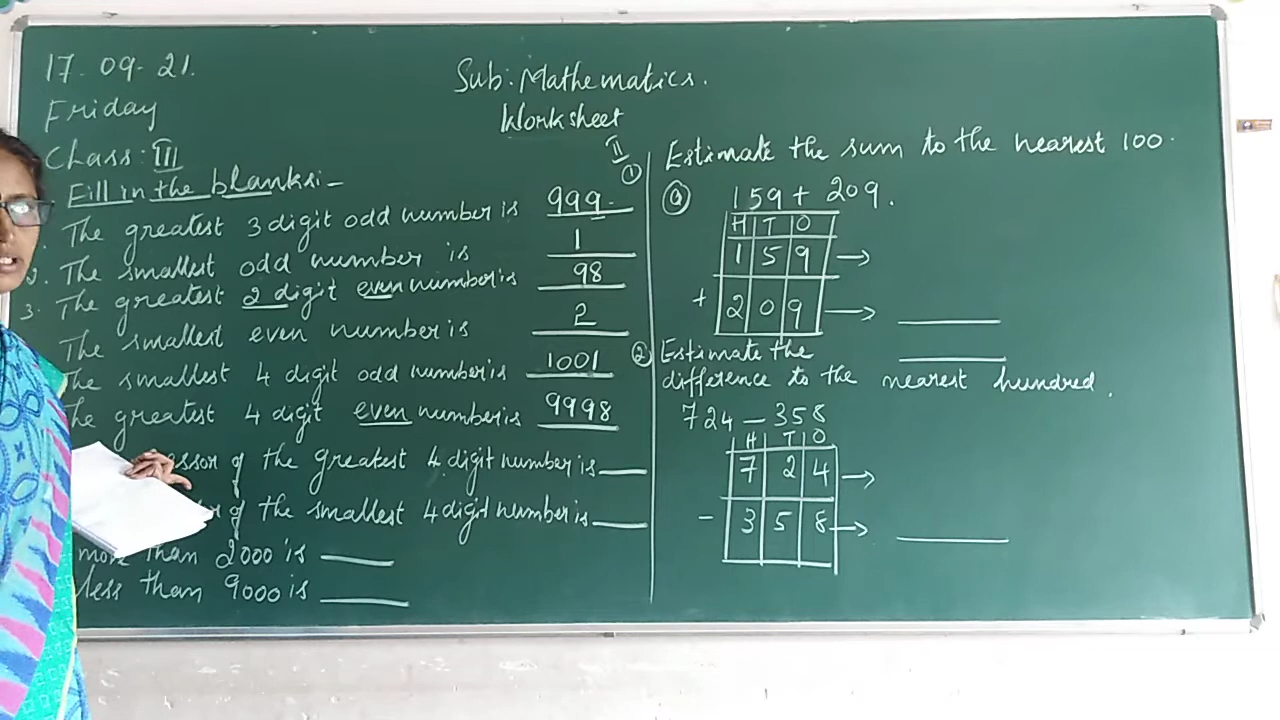 17-09-21.
Friday
Class: III
Sub: Mathematics.
Worksheet
Fill in the blanks:-
The greatest 3 digit odd number is 999.
2. The smallest odd number is 1
3. The greatest 2 digit even number is 98
The smallest even number is 2
The smallest 4 digit odd number is 1001
The greatest 4 digit even number is 9998
of the greatest 4 digit number is
of the smallest 4 digit number is
more than 2000 is
less than 9000 is
II
① Estimate the sum to the nearest 100.
ⓐ 159 + 209.
H T O
1 5 9 →
+ 2 0 9 →
② Estimate the
difference to the nearest hundred.
724 - 358
H T O
7 2 4 →
- 3 5 8 →